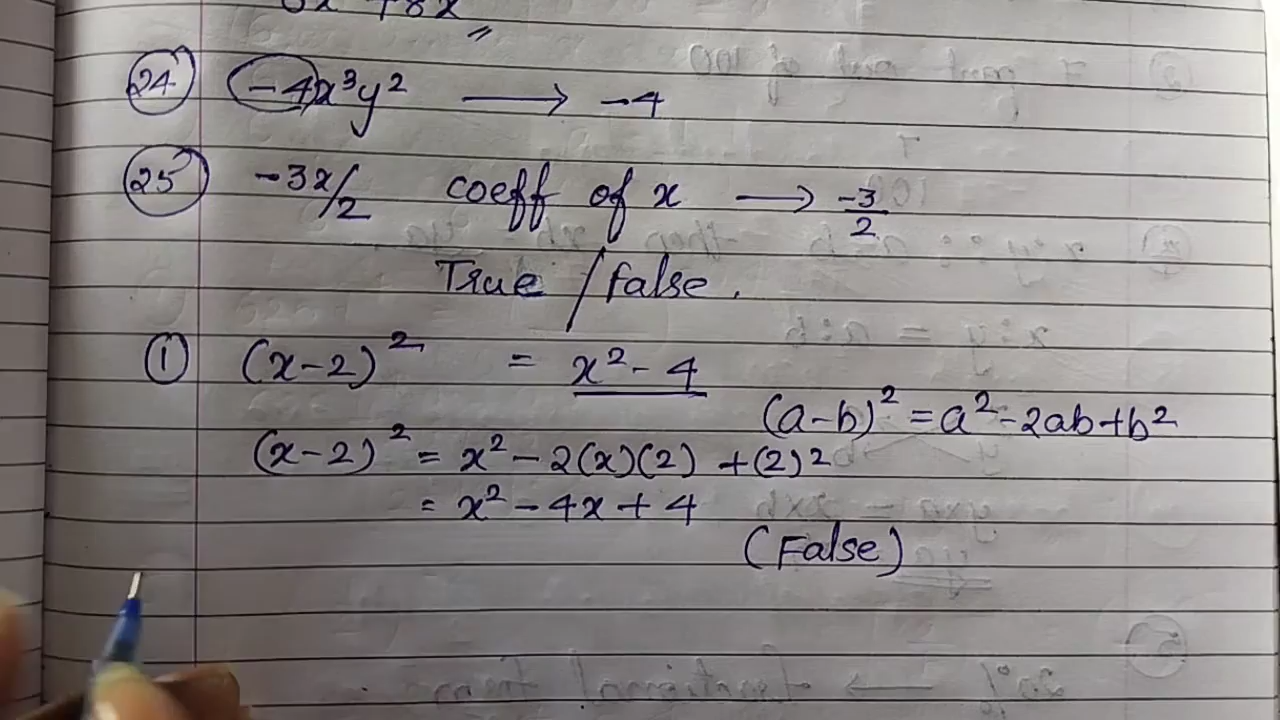 +8x
24 -4x³y² → -4
25 -3x/2 coeff of x → -3/2
True / false.
1 (x-2)² = x² - 4
(a-b)² = a² - 2ab + b²
(x-2)² = x² - 2(x)(2) + (2)²
= x² - 4x + 4
(False)